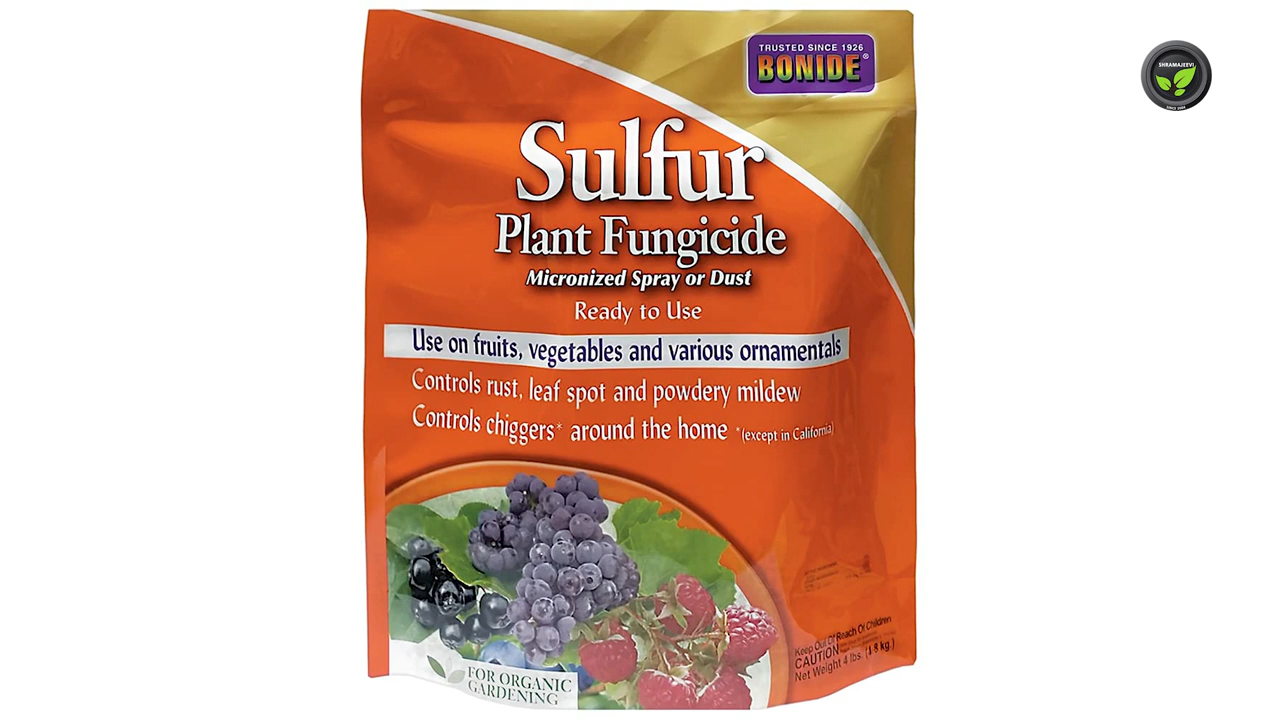 TRUSTED SINCE 1926
BONIDE®
SHRAMAJEEVI
Sulfur
Plant Fungicide
Micronized Spray or Dust
Ready to Use
Use on fruits, vegetables and various ornamentals
Controls rust, leaf spot and powdery mildew
Controls chiggers* around the home *(except in California)
FOR ORGANIC
GARDENING
Keep Out Of Reach Of Children
CAUTION
Net Weight 4 lbs. (1.8 kg.)